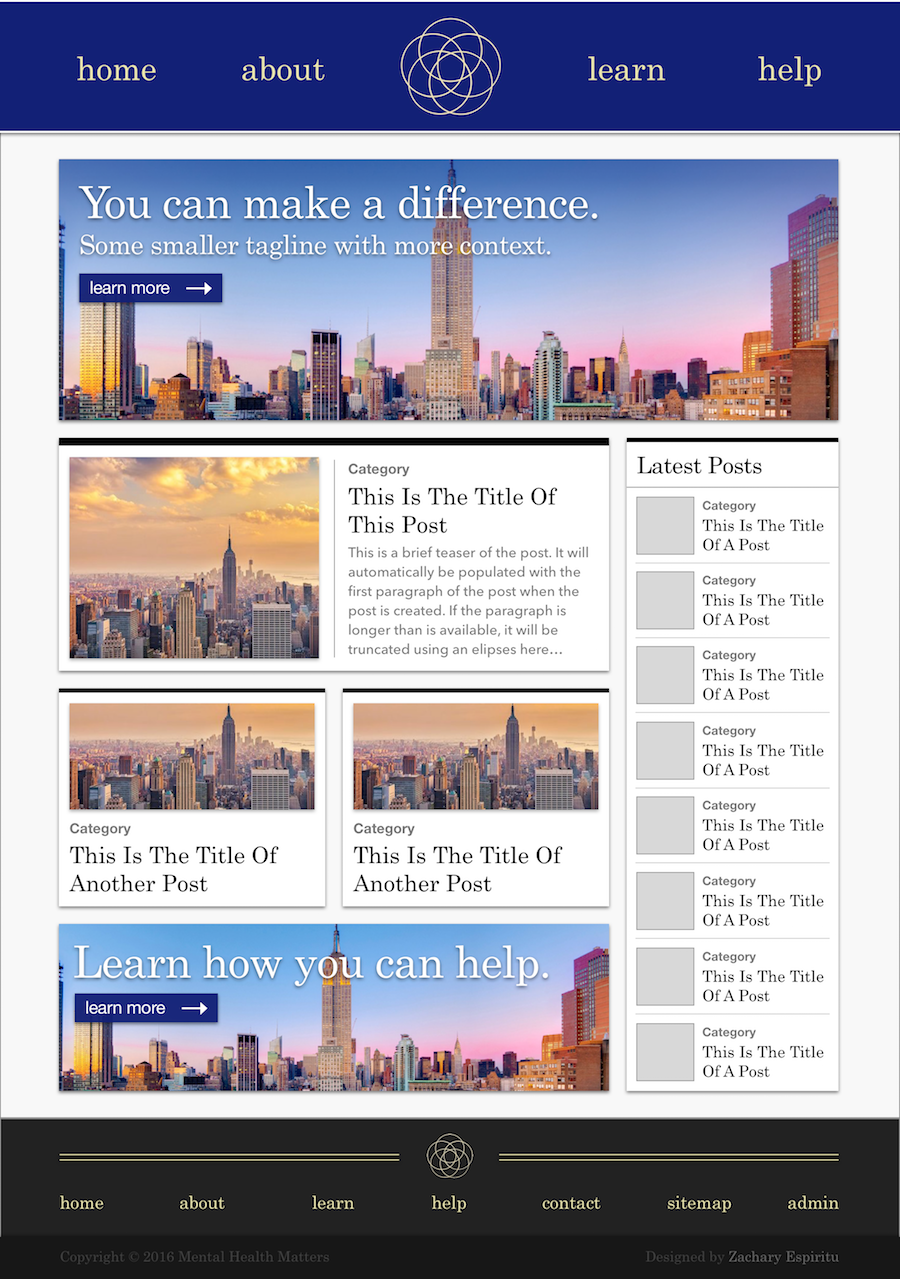 home about learn help
You can make a difference.
Some smaller tagline with more context.
learn more
Category
This Is The Title Of
This Post
This is a brief teaser of the post. It will
automatically be populated with the
first paragraph of the post when the
post is created. If the paragraph is
longer than is available, it will be
truncated using an elipses here...
Category
This Is The Title Of
Another Post
Category
This Is The Title Of
Another Post
Learn how you can help.
learn more
Latest Posts
Category
This Is The Title
Of A Post
Category
This Is The Title
Of A Post
Category
This Is The Title
Of A Post
Category
This Is The Title
Of A Post
Category
This Is The Title
Of A Post
Category
This Is The Title
Of A Post
Category
This Is The Title
Of A Post
Category
This Is The Title
Of A Post
home about learn help contact sitemap admin
Copyright © 2016 Mental Health Matters Designed by Zachary Espiritu